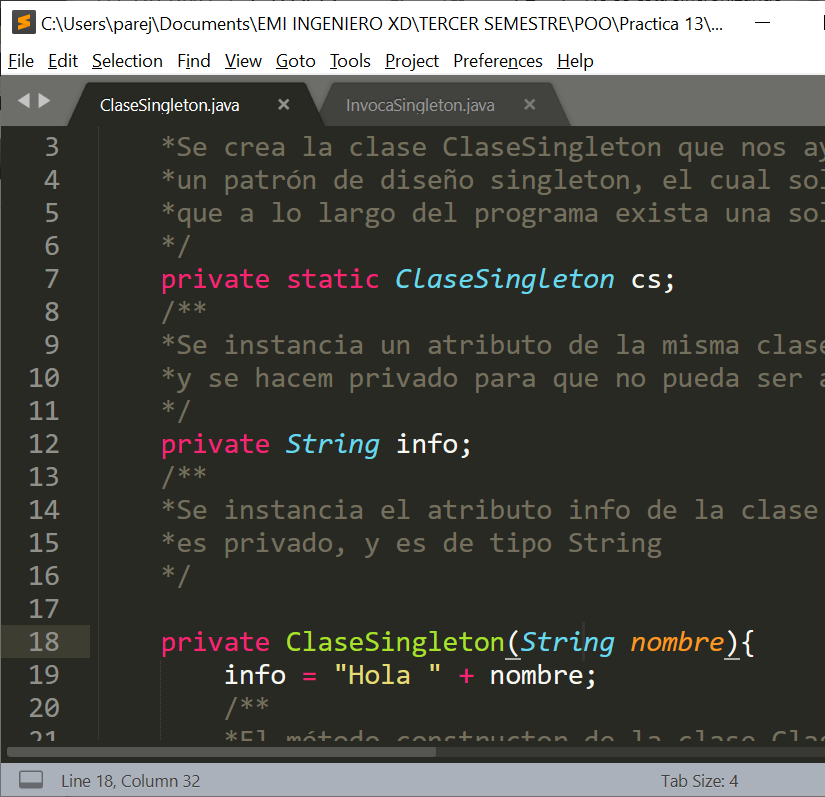 C:\Users\parej\Documents\EMI INGENIERO XD\TERCER SEMESTRE\POO\Practica 13\...
File Edit Selection Find View Goto Tools Project Preferences Help
ClaseSingleton.java × InvocaSingleton.java ×
3 *Se crea la clase ClaseSingleton que nos ay
4 *un patrón de diseño singleton, el cual sol
5 *que a lo largo del programa exista una sol
6 */
7 private static ClaseSingleton cs;
8 /**
9 *Se instancia un atributo de la misma clase
10 *y se hacem privado para que no pueda ser a
11 */
12 private String info;
13 /**
14 *Se instancia el atributo info de la clase
15 *es privado, y es de tipo String
16 */
17
18 private ClaseSingleton(String nombre){
19 info = "Hola " + nombre;
20 /**
21 *El método constructor de la clase Clas
Line 18, Column 32 Tab Size: 4